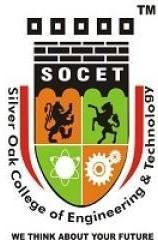 TM
SOCET
Silver Oak College of Engineering & Technology
WE THINK ABOUT YOUR FUTURE